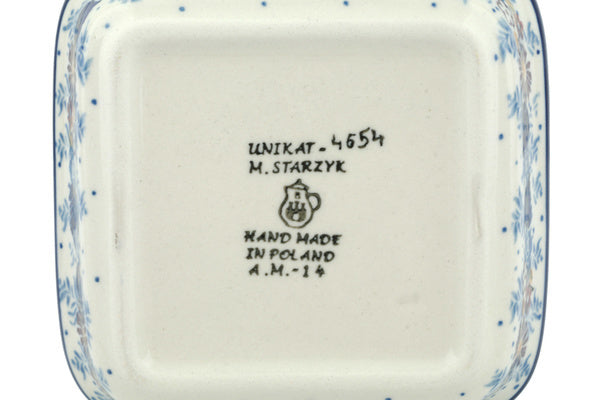 UNIKAT - 4654
M. STARZYK
HAND MADE
IN POLAND
A.M.-14